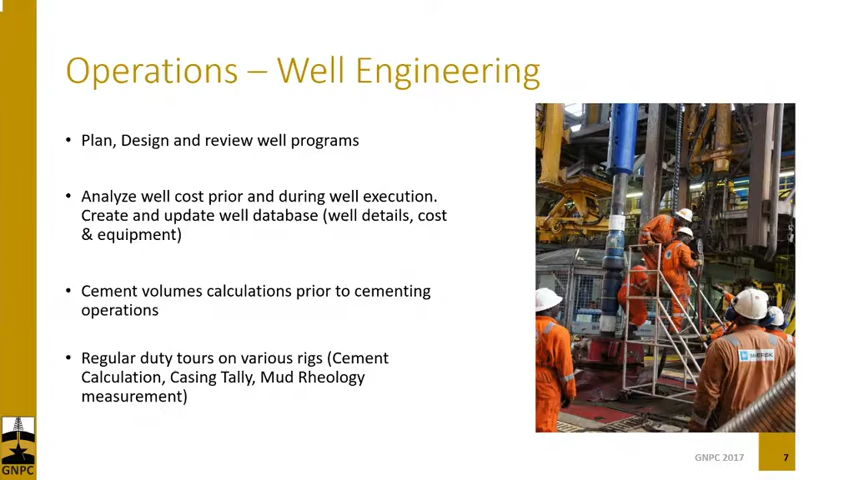 Operations – Well Engineering
• Plan, Design and review well programs
• Analyze well cost prior and during well execution.
Create and update well database (well details, cost
& equipment)
• Cement volumes calculations prior to cementing
operations
• Regular duty tours on various rigs (Cement
Calculation, Casing Tally, Mud Rheology
measurement)
GNPC
GNPC 2017
7